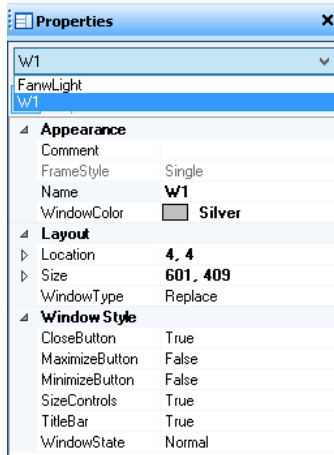 Properties
W1
FanwLight
W1
Appearance
Comment
FrameStyle Single
Name W1
WindowColor Silver
Layout
Location 4, 4
Size 601, 409
WindowType Replace
Window Style
CloseButton True
MaximizeButton False
MinimizeButton False
SizeControls True
TitleBar True
WindowState Normal